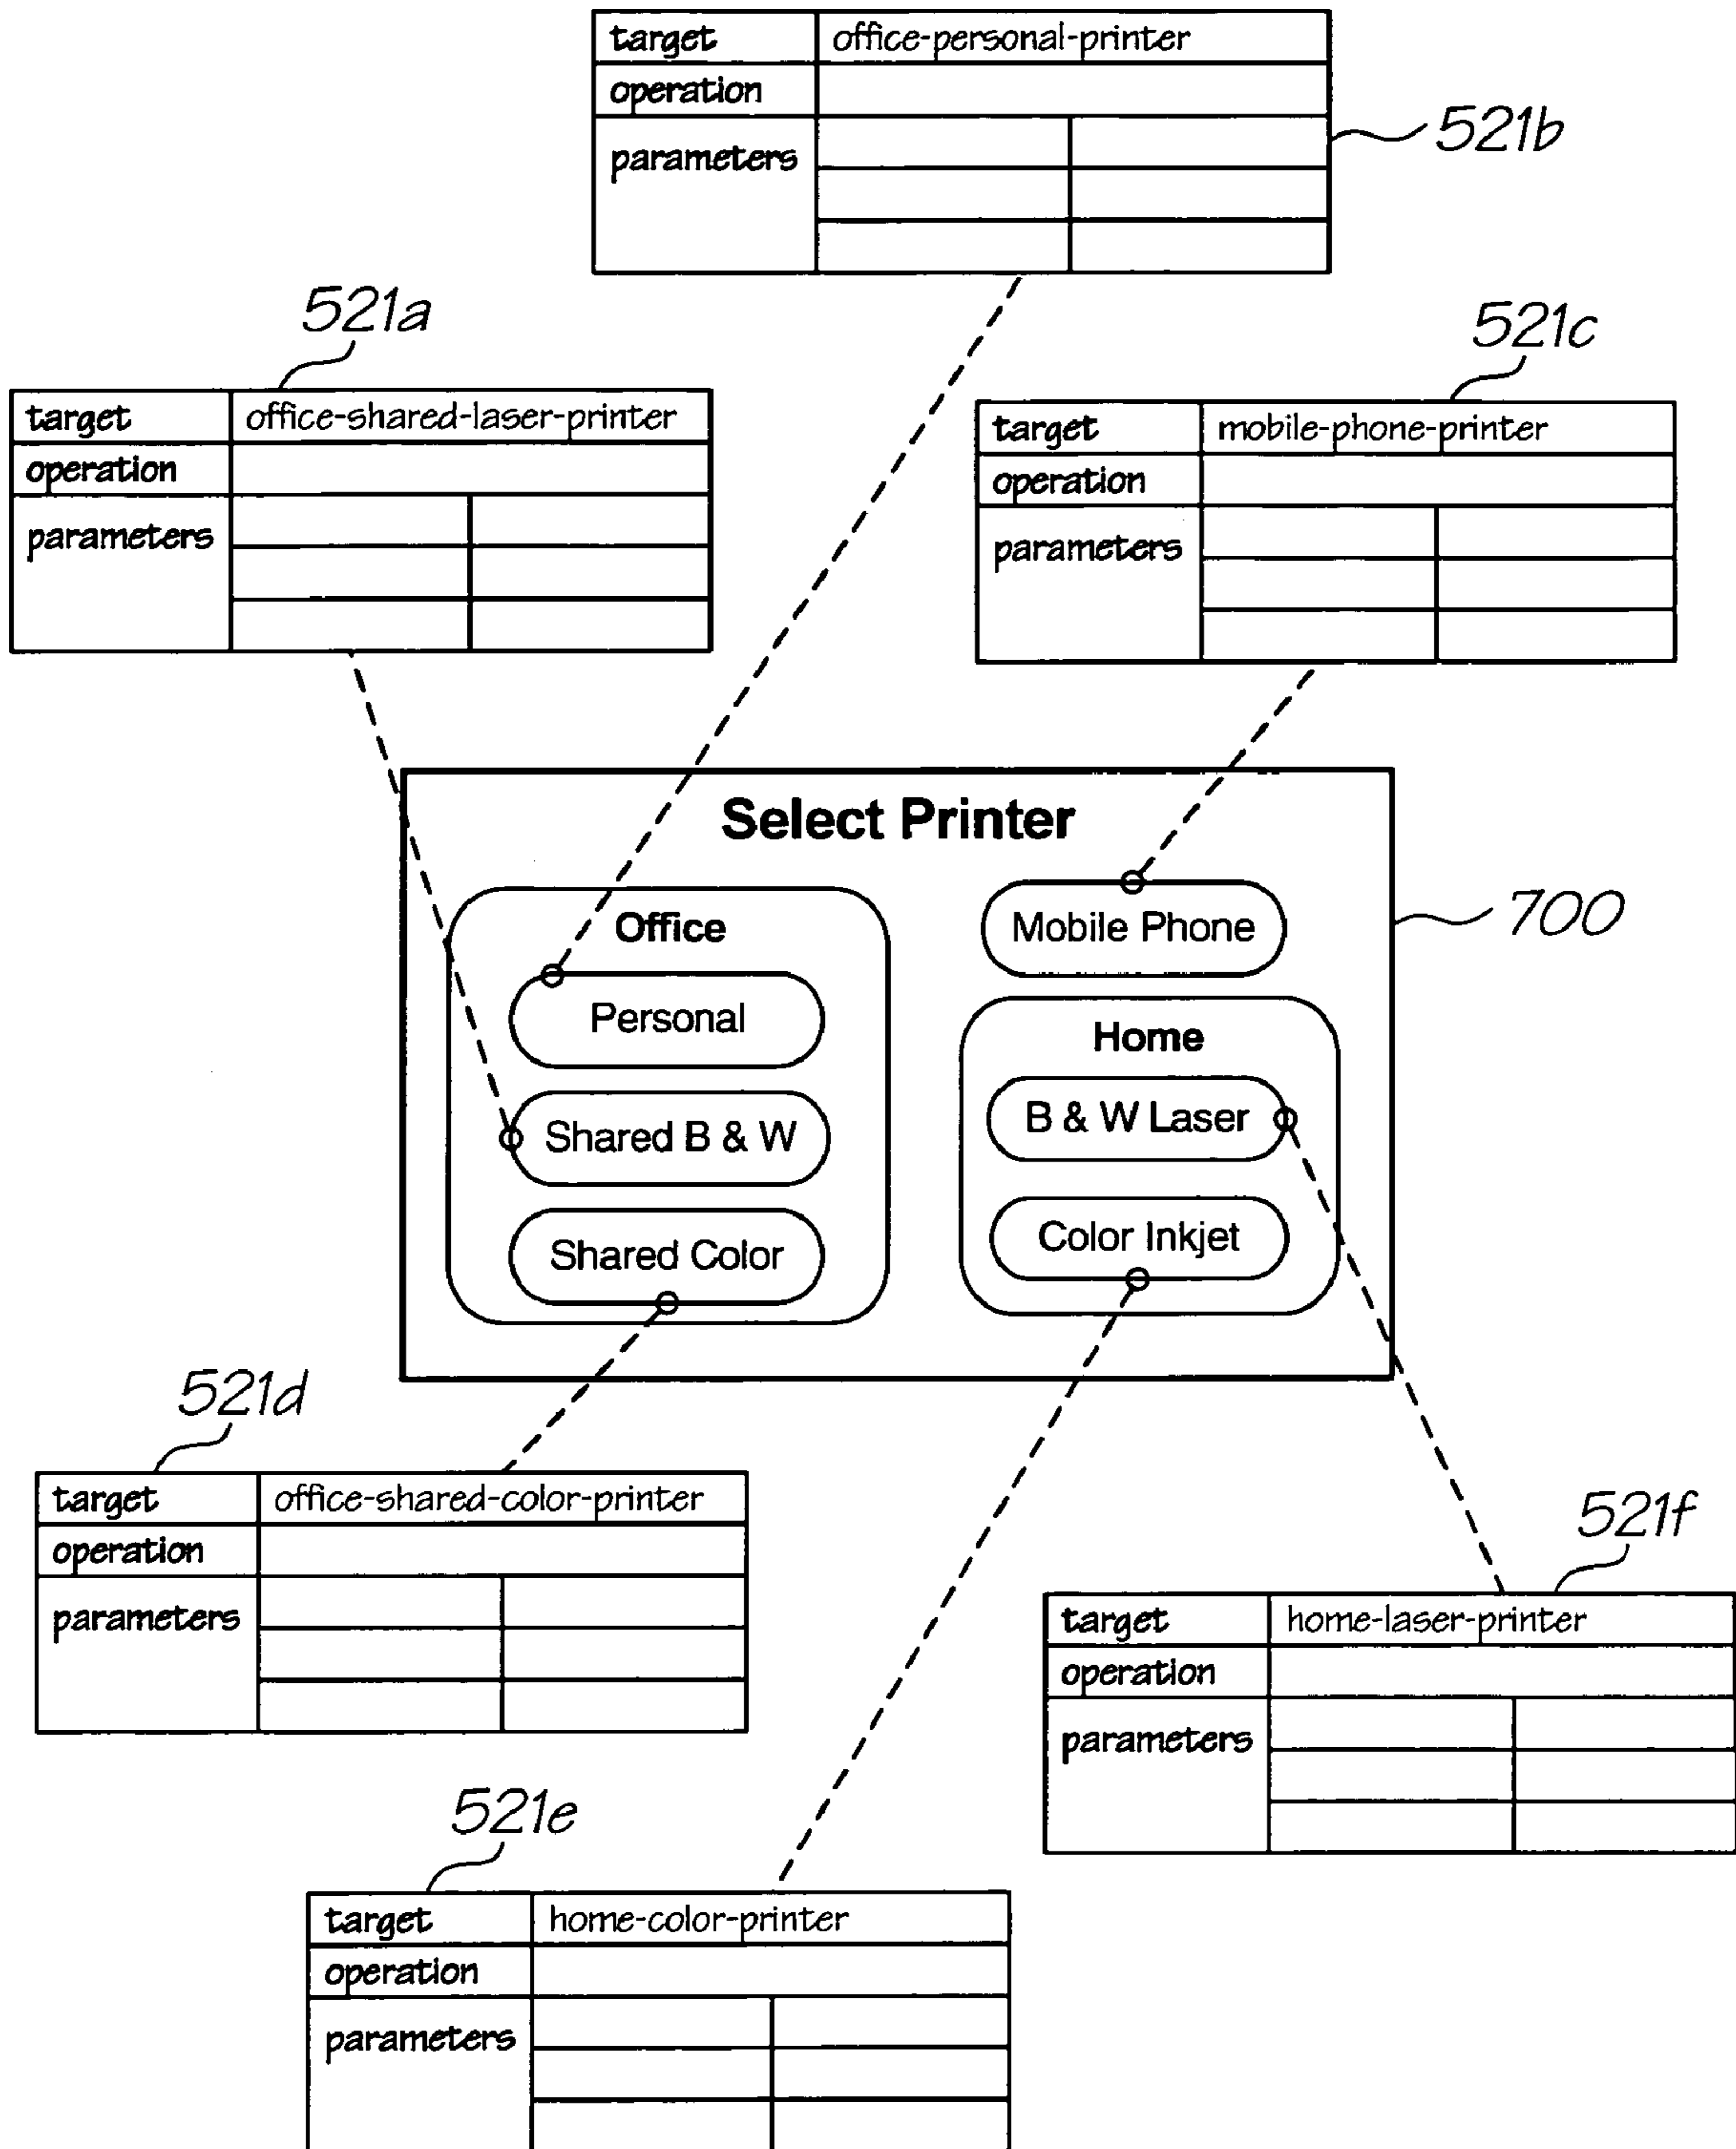 target office-personal-printer
operation
parameters
521b
521a
target office-shared-laser-printer
operation
parameters
521c
target mobile-phone-printer
operation
parameters
Select Printer
Office
Personal
Shared B & W
Shared Color
Mobile Phone
Home
B & W Laser
Color Inkjet
700
521d
target office-shared-color-printer
operation
parameters
521f
target home-laser-printer
operation
parameters
521e
target home-color-printer
operation
parameters